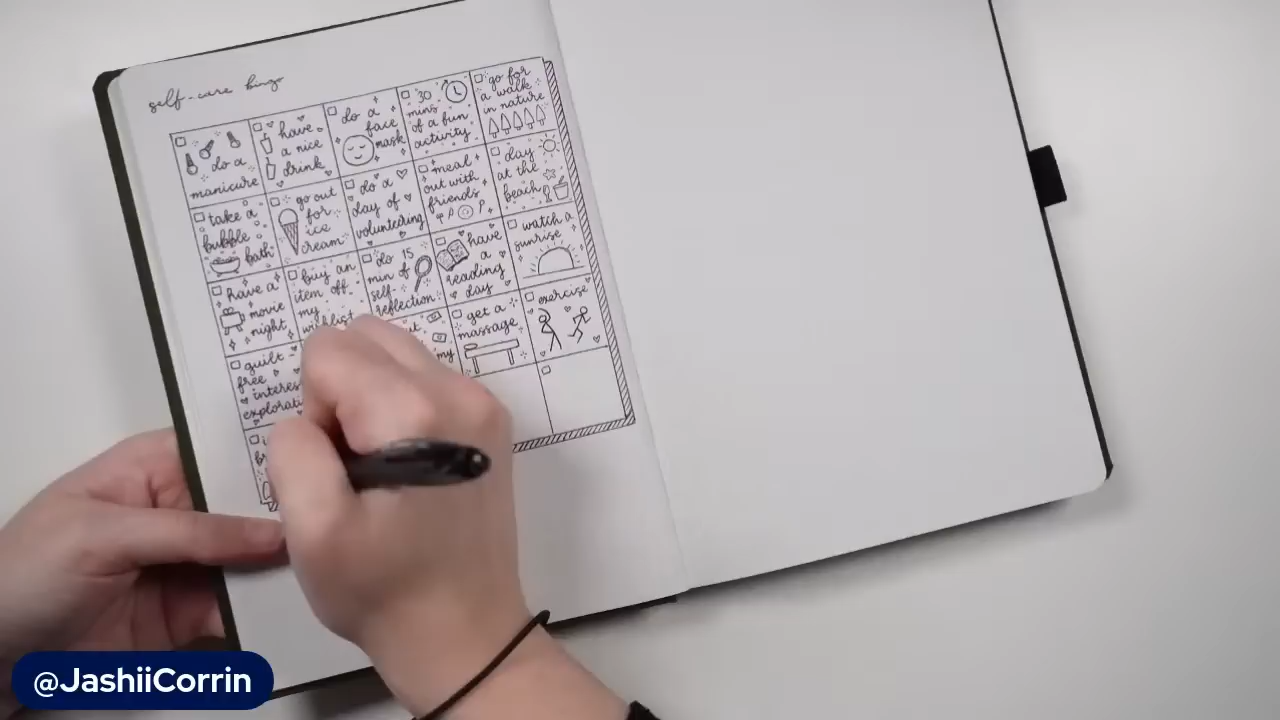 self-care bingo
do a
manicure
have
a nice
drink
do a
face
mask
30
mins
of a fun
activity
go for
a walk
in nature
take a
bubble
bath
go out
for
ice
cream
do a
day of
volunteering
meal
out with
friends
day
at the
beach
have a
movie
night
buy an
item off
my
wishlist
do 15
min of
self-
reflection
have
a
reading
day
watch a
sunrise
guilt
free
my
get a
massage
exercise
@JashiiCorrin